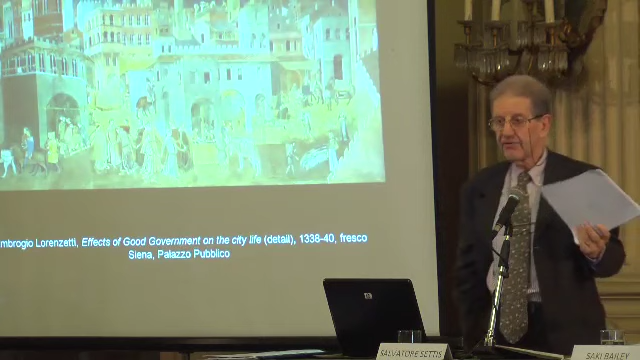 mbrogio Lorenzetti, Effects of Good Government on the city life (detail), 1338-40, fresco
Siena, Palazzo Pubblico
hp
SALVATORE SETTIS
SAKI BAILEY